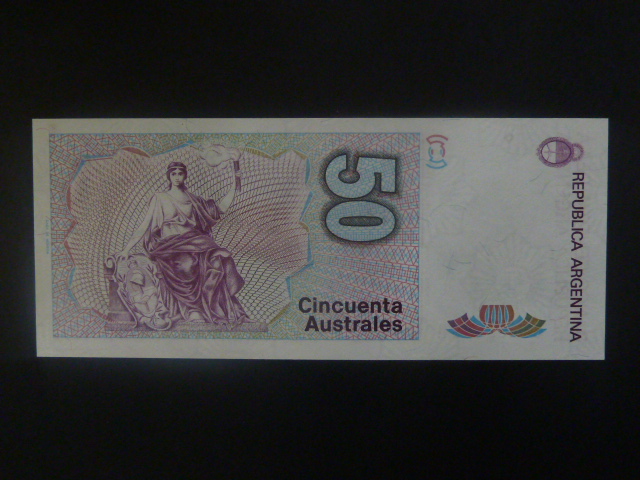 50
Cincuenta
Australes
REPUBLICA ARGENTINA